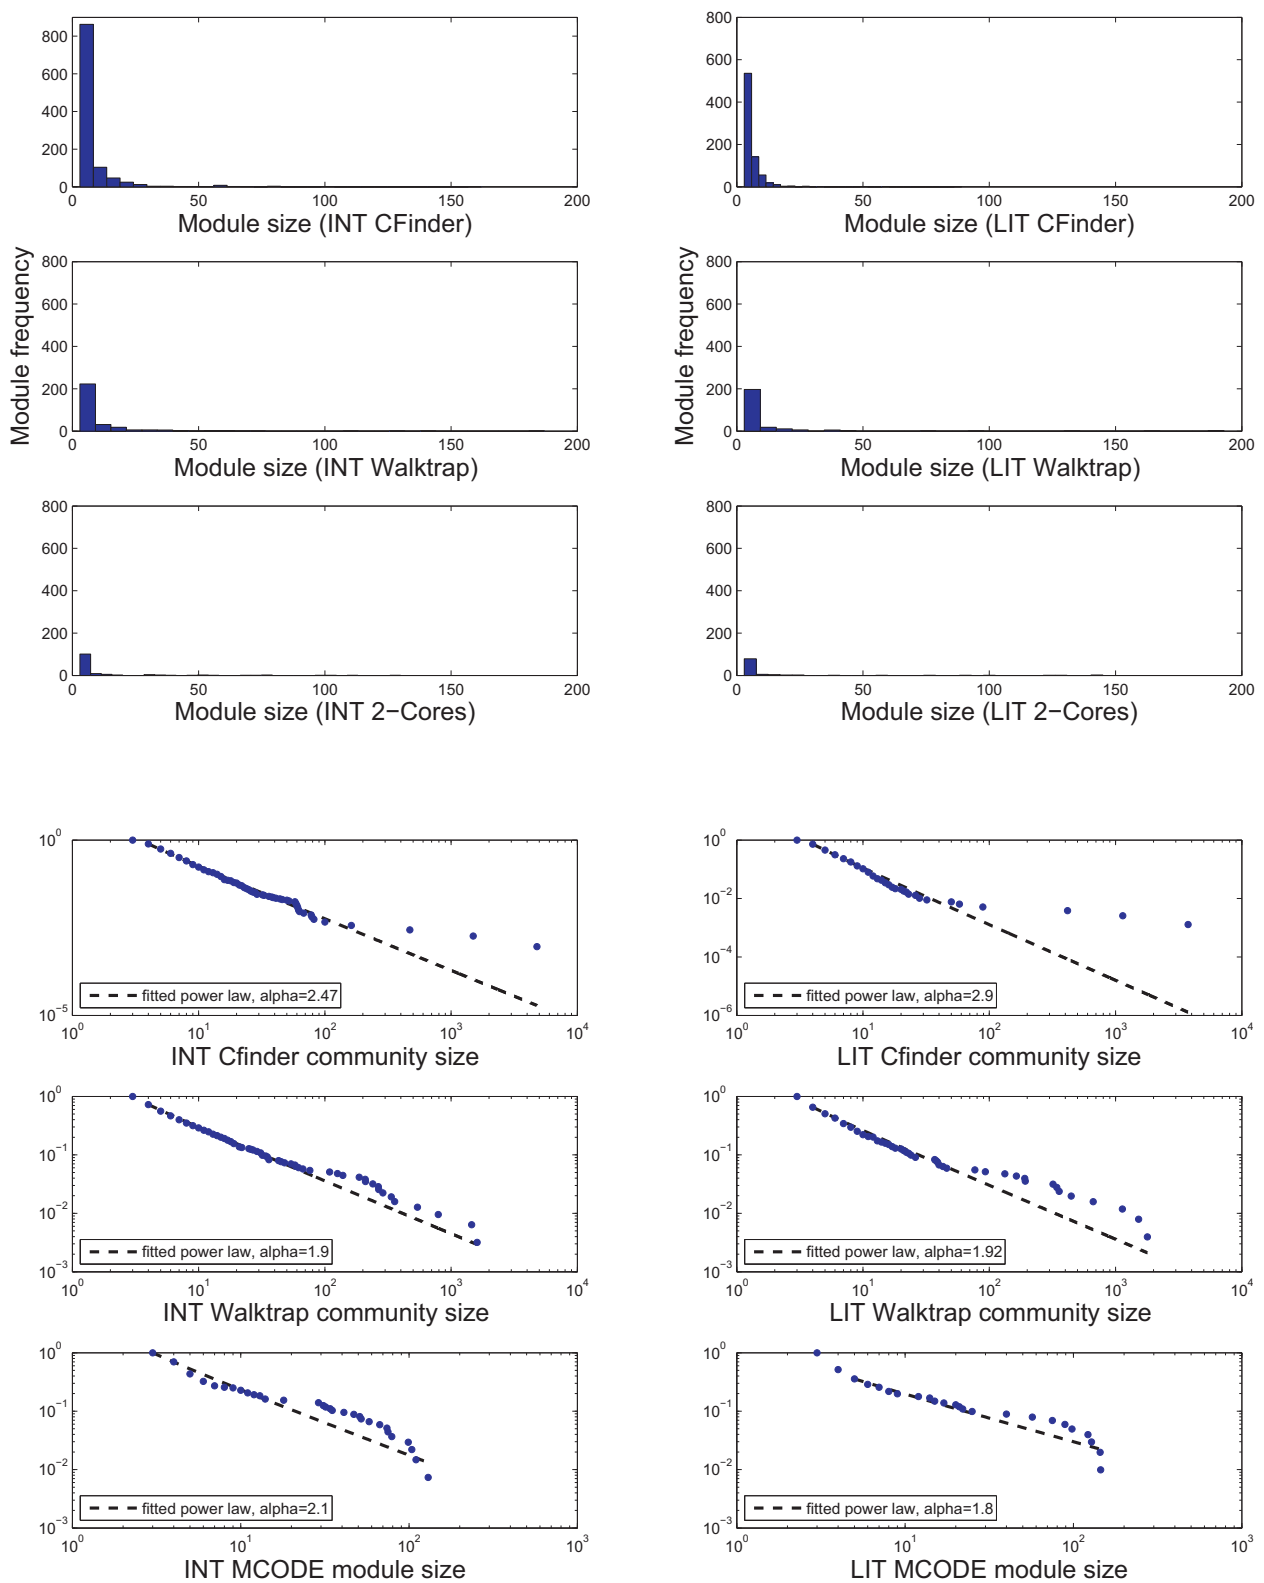 800
600
400
200
0
0 50 100 150 200
Module size (INT CFinder)
800
600
400
200
0
0 50 100 150 200
Module size (LIT CFinder)
Module frequency
800
600
400
200
0
0 50 100 150 200
Module size (INT Walktrap)
Module frequency
800
600
400
200
0
0 50 100 150 200
Module size (LIT Walktrap)
800
600
400
200
0
0 50 100 150 200
Module size (INT 2−Cores)
800
600
400
200
0
0 50 100 150 200
Module size (LIT 2−Cores)
10^0
10^−5
fitted power law, alpha=2.47
10^0 10^1 10^2 10^3 10^4
INT Cfinder community size
10^0
10^−2
10^−4
10^−6
fitted power law, alpha=2.9
10^0 10^1 10^2 10^3 10^4
LIT Cfinder community size
10^0
10^−1
10^−2
10^−3
fitted power law, alpha=1.9
10^0 10^1 10^2 10^3 10^4
INT Walktrap community size
10^0
10^−1
10^−2
10^−3
fitted power law, alpha=1.92
10^0 10^1 10^2 10^3 10^4
LIT Walktrap community size
10^0
10^−1
10^−2
10^−3
fitted power law, alpha=2.1
10^0 10^1 10^2 10^3
INT MCODE module size
10^0
10^−1
10^−2
10^−3
fitted power law, alpha=1.8
10^0 10^1 10^2 10^3
LIT MCODE module size